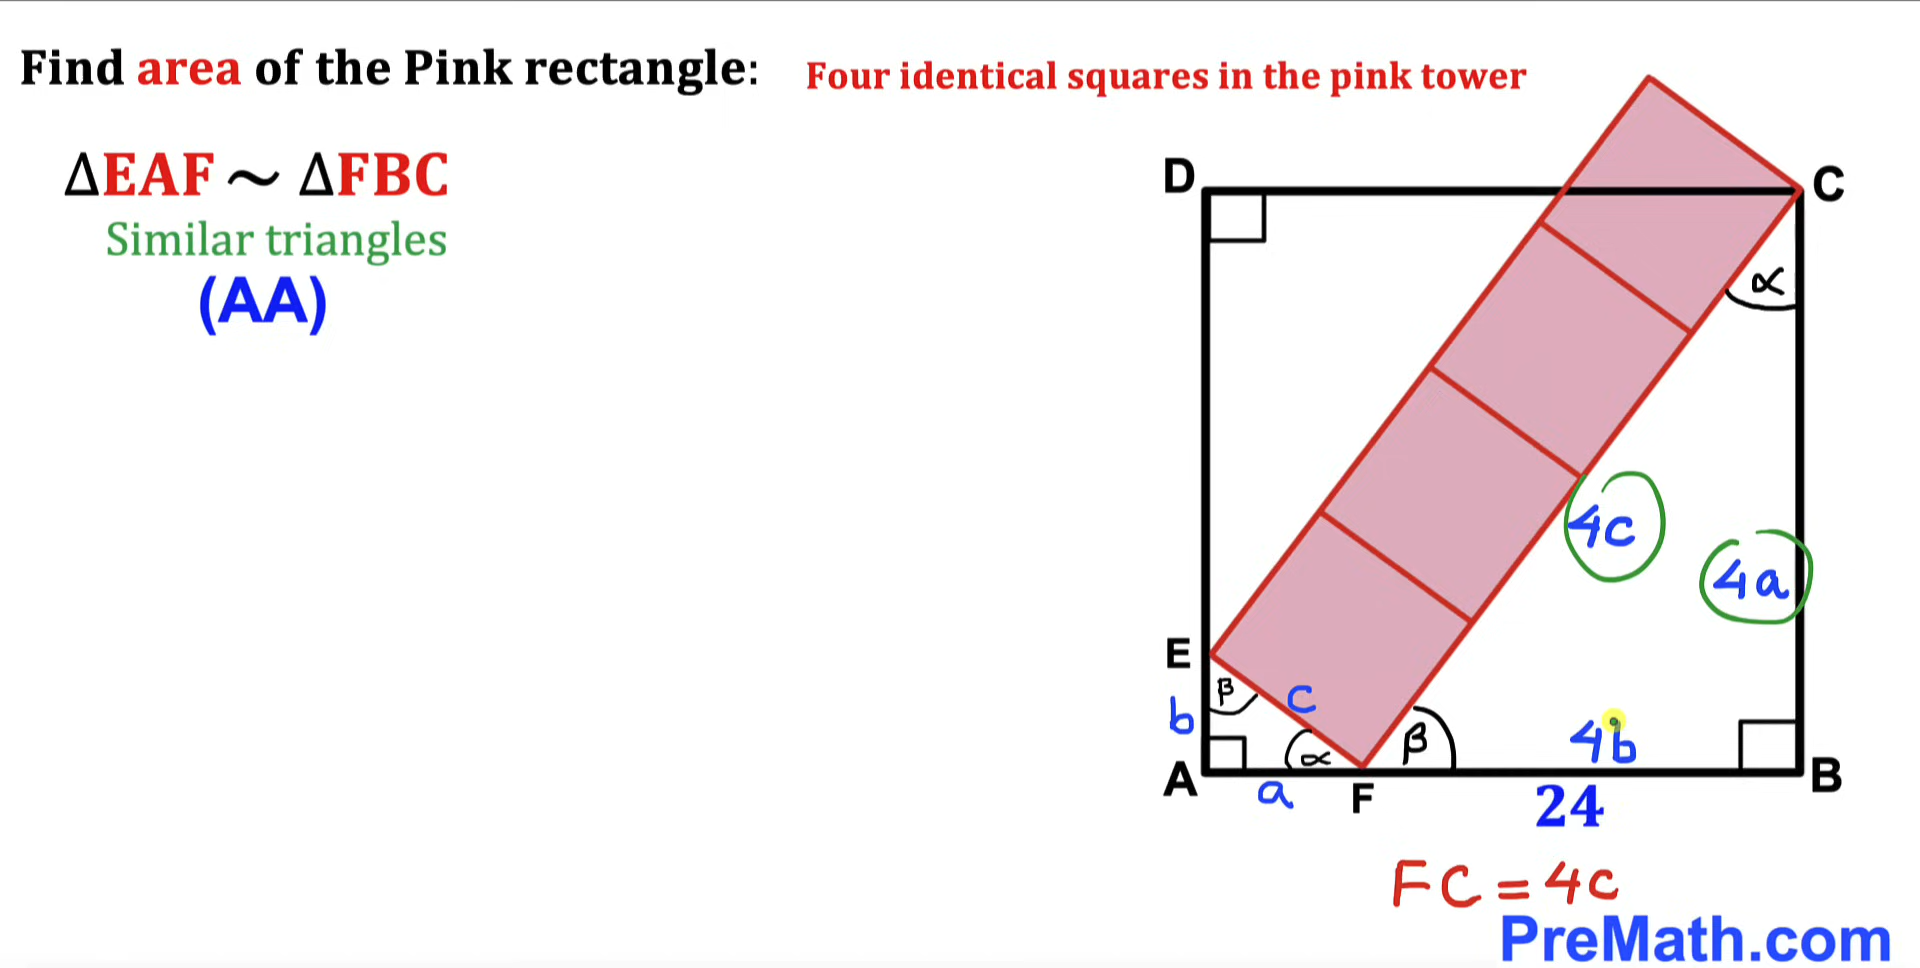 Find area of the Pink rectangle: Four identical squares in the pink tower
ΔEAF ~ ΔFBC
Similar triangles
(AA)
D
C
α
4c
4a
E
β
c
b
β
4b
α
A
B
a
F
24
FC = 4c
PreMath.com